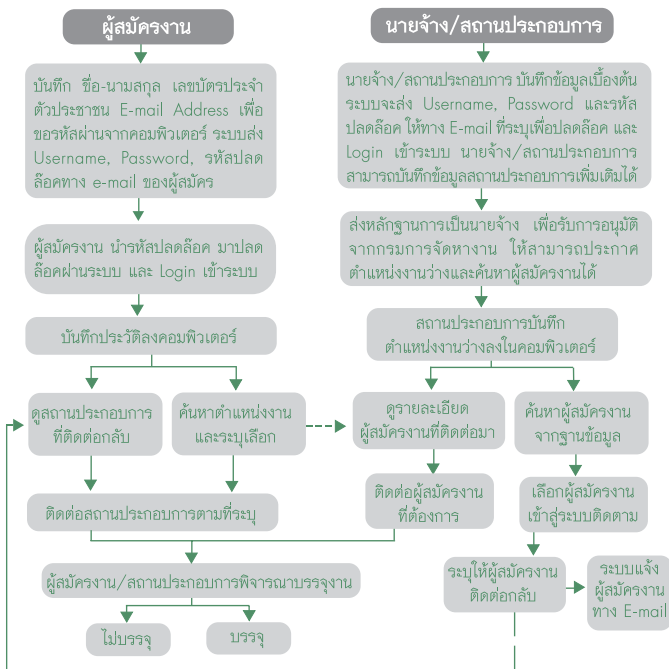 ผู้สมัครงาน
บันทึก ชื่อ-นามสกุล เลขบัตรประจำ
ตัวประชาชน E-mail Address เพื่อ
ขอรหัสผ่านจากคอมพิวเตอร์ ระบบส่ง
Username, Password, รหัสปลด
ล๊อคทาง e-mail ของผู้สมัคร
ผู้สมัครงาน นำรหัสปลดล๊อค มาปลด
ล๊อคผ่านระบบ และ Login เข้าระบบ
บันทึกประวัติลงคอมพิวเตอร์
ดูสถานประกอบการ
ที่ติดต่อกลับ
ค้นหาตำแหน่งงาน
และระบุเลือก
ติดต่อสถานประกอบการตามที่ระบุ
นายจ้าง/สถานประกอบการ
นายจ้าง/สถานประกอบการ บันทึกข้อมูลเบื้องต้น
ระบบจะส่ง Username, Password และรหัส
ปลดล๊อค ให้ทาง E-mail ที่ระบุเพื่อปลดล๊อค และ
Login เข้าระบบ นายจ้าง/สถานประกอบการ
สามารถบันทึกข้อมูลสถานประกอบการเพิ่มเติมได้
ส่งหลักฐานการเป็นนายจ้าง เพื่อรับการอนุมัติ
จากกรมการจัดหางาน ให้สามารถประกาศ
ตำแหน่งงานว่างและค้นหาผู้สมัครงานได้
สถานประกอบการบันทึก
ตำแหน่งงานว่างลงในคอมพิวเตอร์
ดูรายละเอียด
ผู้สมัครงานที่ติดต่อมา
ค้นหาผู้สมัครงาน
จากฐานข้อมูล
ติดต่อผู้สมัครงาน
ที่ต้องการ
เลือกผู้สมัครงาน
เข้าสู่ระบบติดตาม
ผู้สมัครงาน/สถานประกอบการพิจารณาบรรจุงาน
ไม่บรรจุ
บรรจุ
ระบุให้ผู้สมัครงาน
ติดต่อกลับ
ระบบแจ้ง
ผู้สมัครงาน
ทาง E-mail